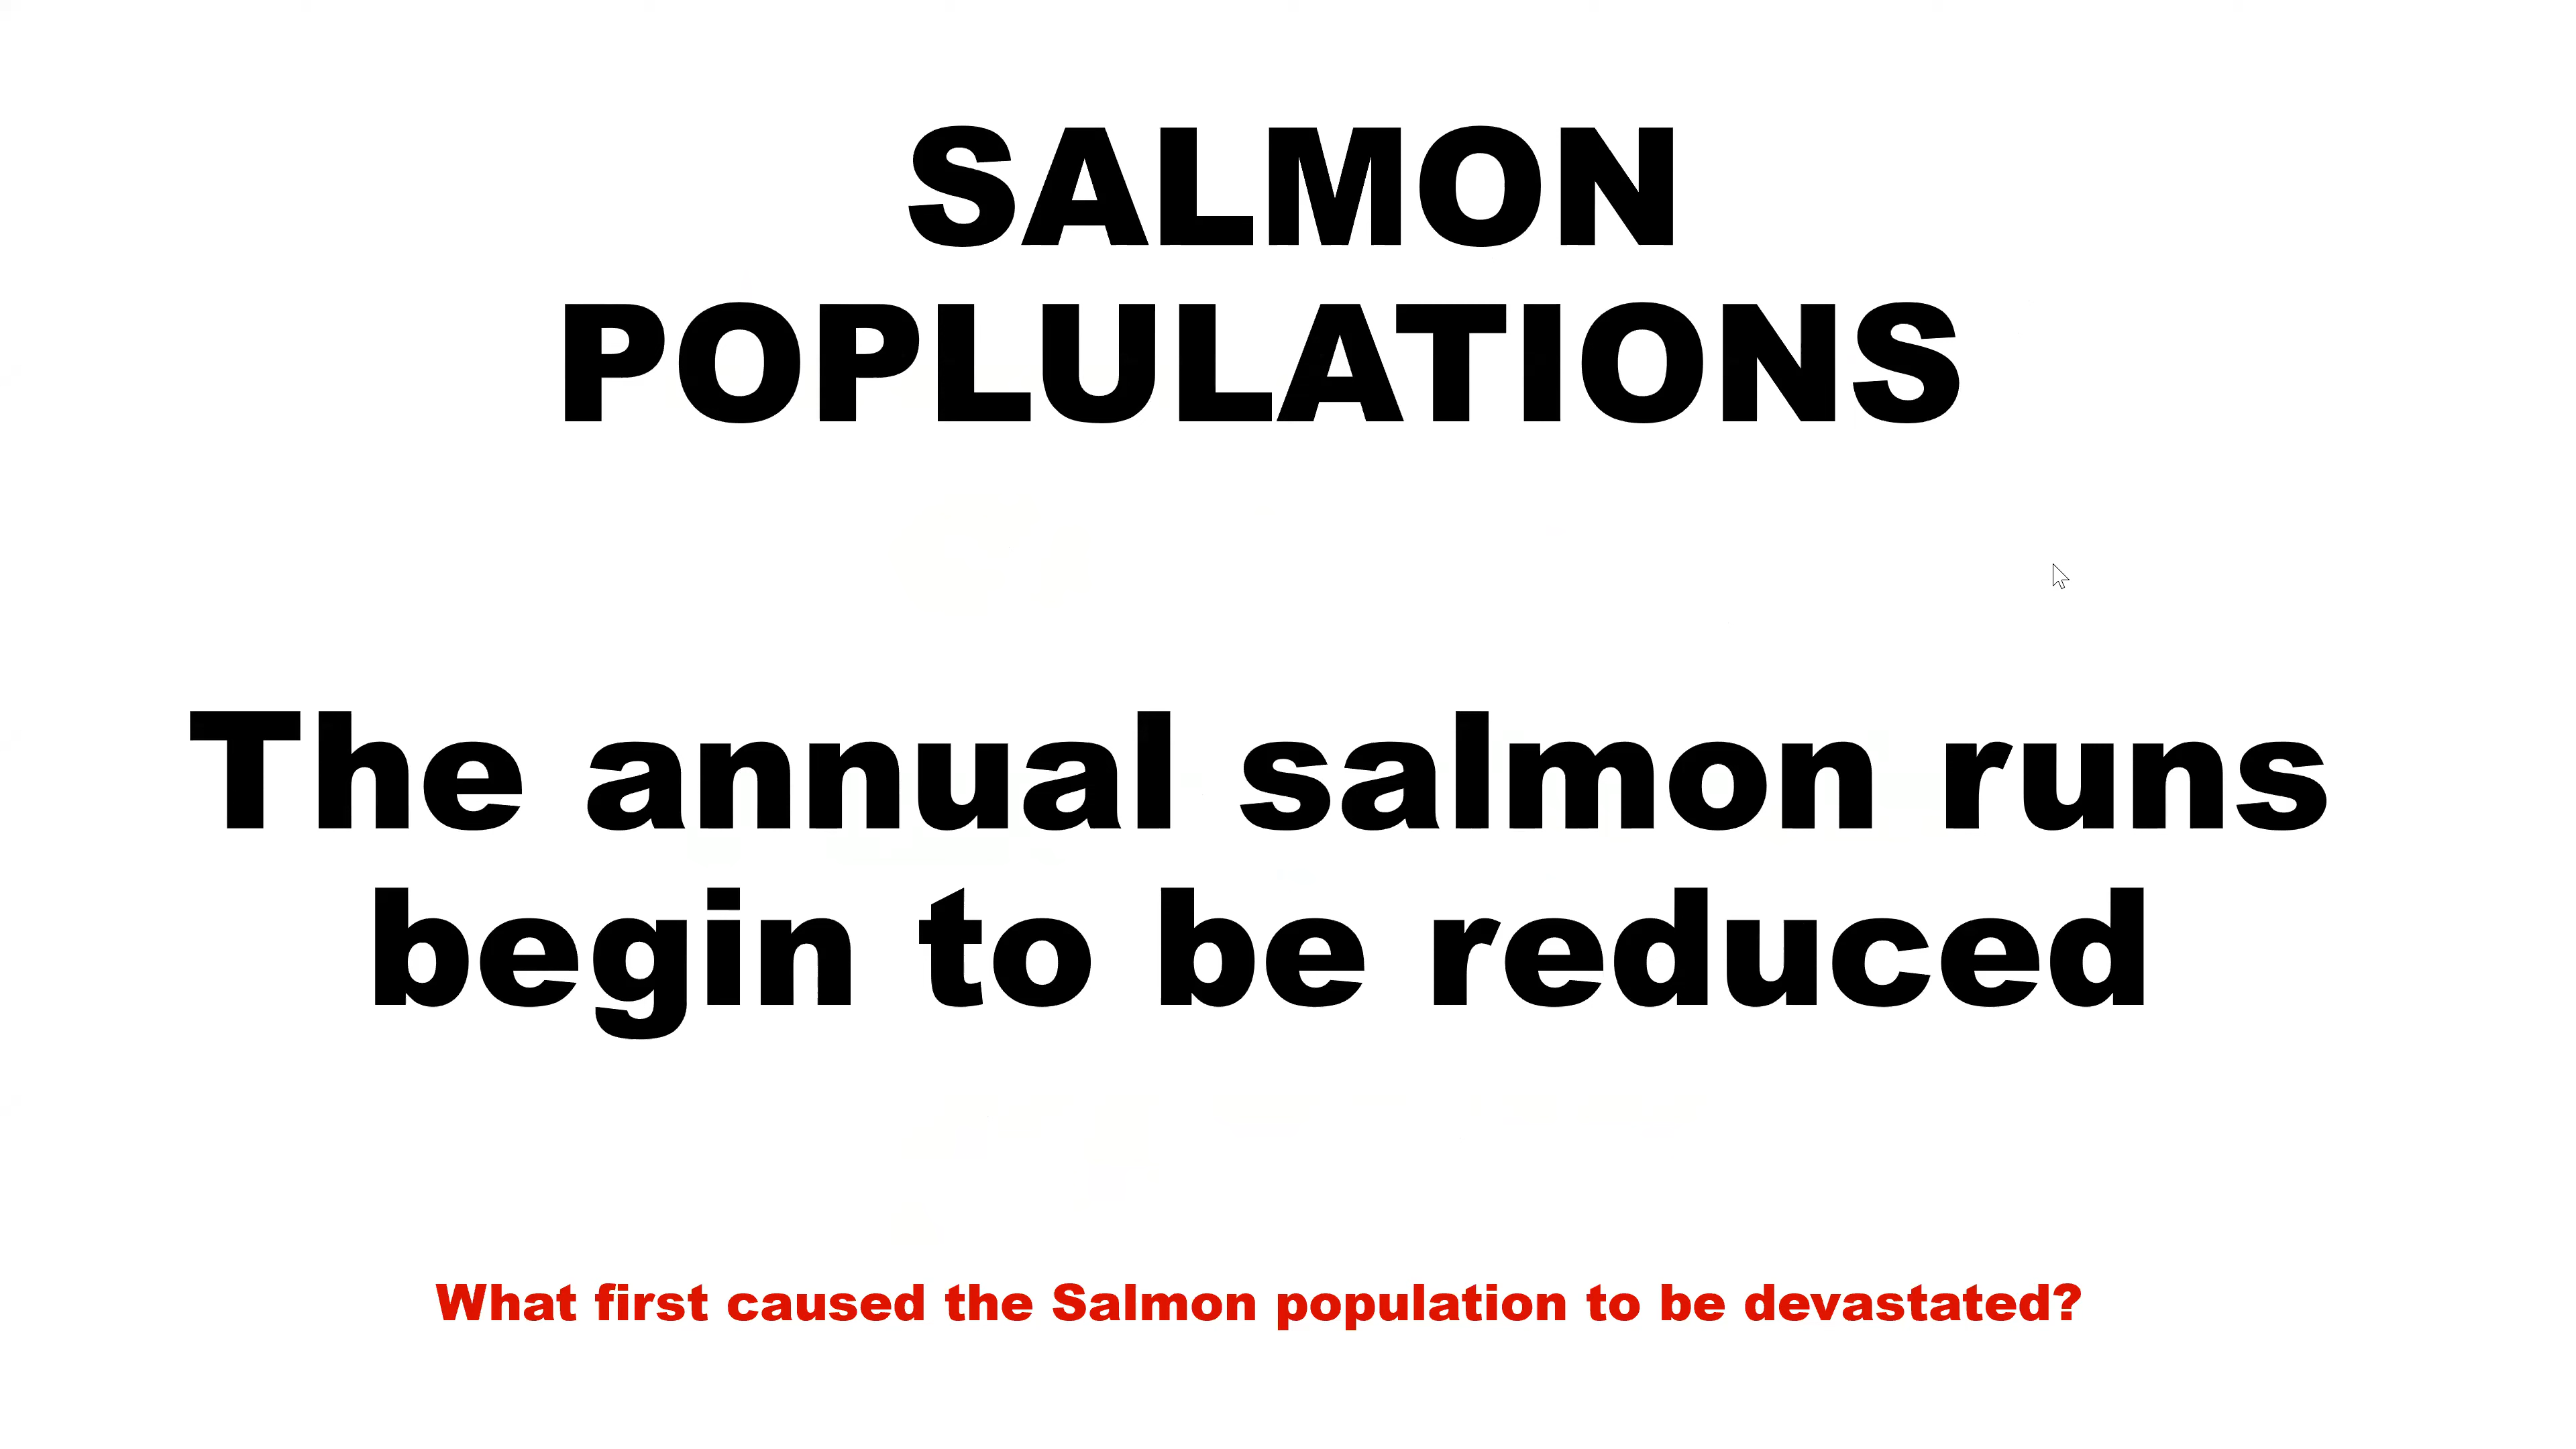 SALMON
POPLULATIONS
The annual salmon runs
begin to be reduced
What first caused the Salmon population to be devastated?